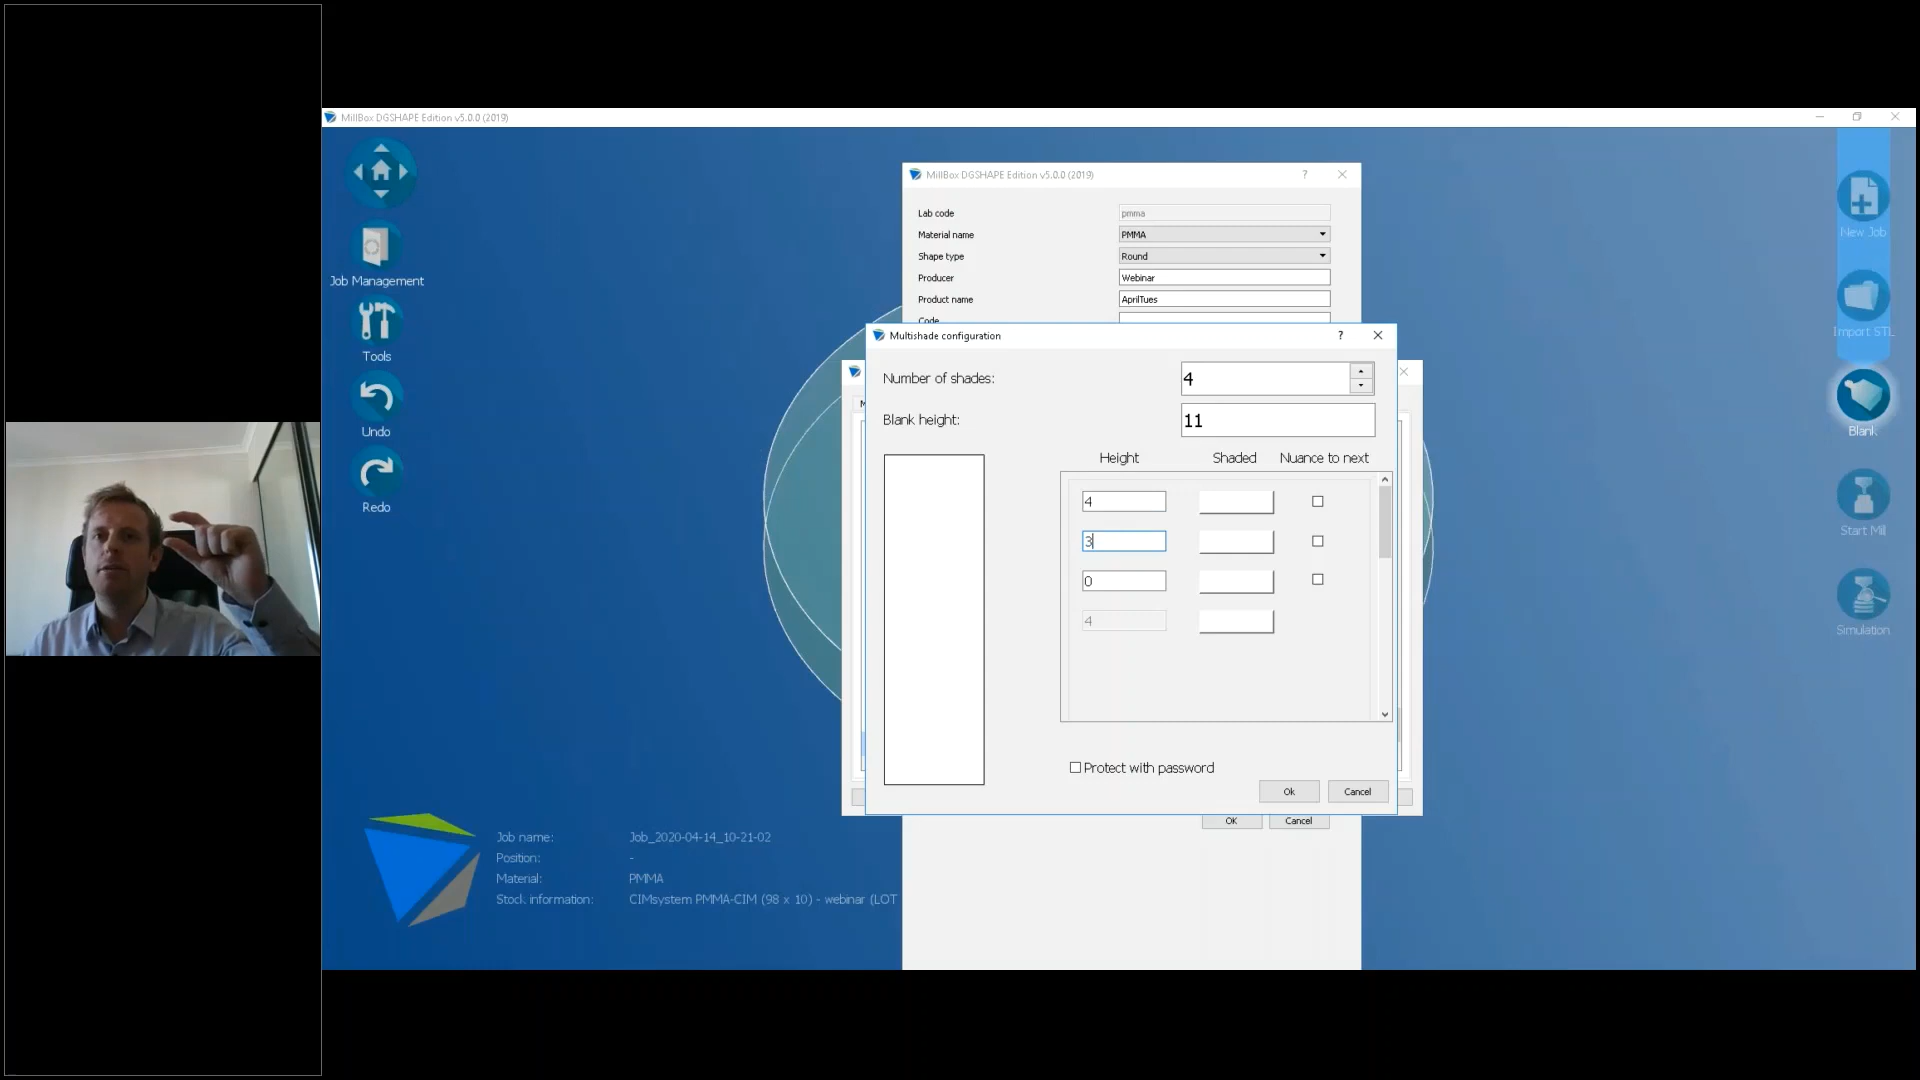 MillBox DGSHAPE Edition v5.0.0 (2019)
Job Management
Tools
Undo
Redo
MillBox DGSHAPE Edition v5.0.0 (2019)
?
Lab code
pmma
Material name
PMMA
Shape type
Round
Producer
Webinar
Product name
AprilTues
Code
Multishade configuration
?
Number of shades:
4
Blank height:
11
Height
Shaded
Nuance to next
4
3
0
4
Protect with password
Ok
Cancel
OK
Cancel
New Job
Import STL
Blank
Start Mill
Simulation
Job name:
Job_2020-04-14_10-21-02
Position:
-
Material:
PMMA
Stock information:
CIMsystem PMMA-CIM (98 x 10) - webinar (LOT